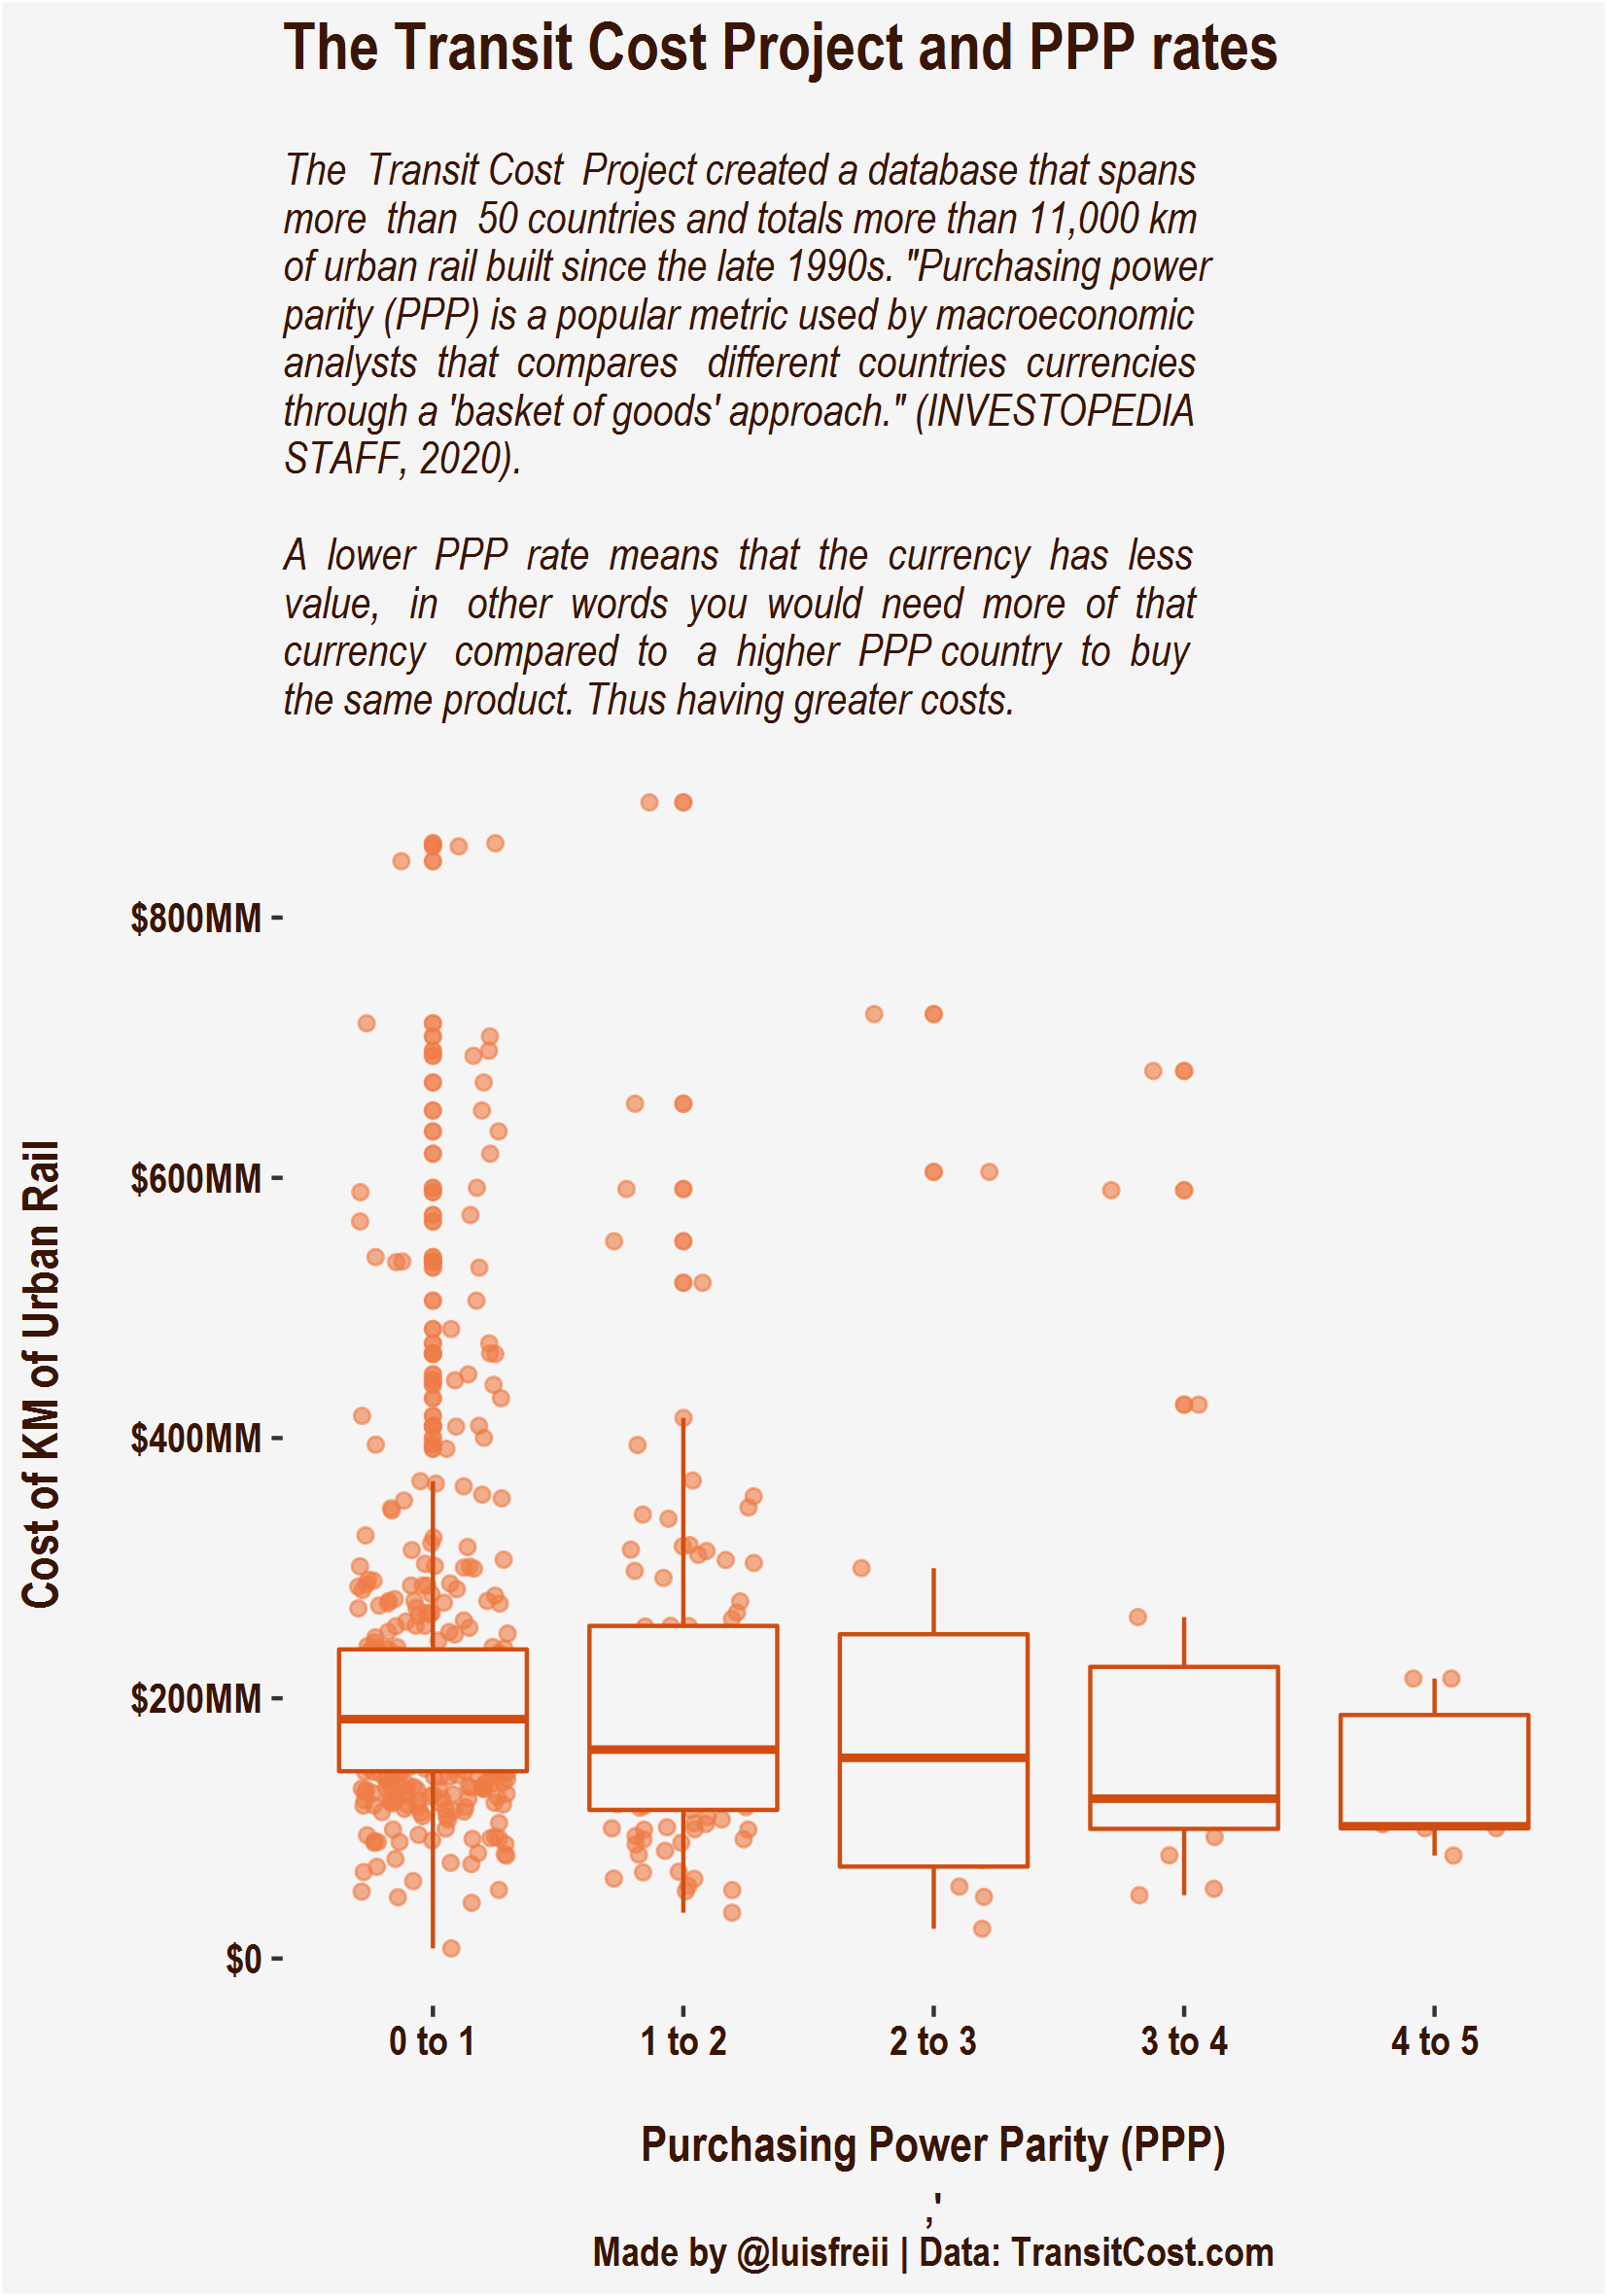 The Transit Cost Project and PPP rates
The Transit Cost Project created a database that spans
more than 50 countries and totals more than 11,000 km
of urban rail built since the late 1990s. "Purchasing power
parity (PPP) is a popular metric used by macroeconomic
analysts that compares different countries currencies
through a 'basket of goods' approach." (INVESTOPEDIA
STAFF, 2020).
A lower PPP rate means that the currency has less
value, in other words you would need more of that
currency compared to a higher PPP country to buy
the same product. Thus having greater costs.
Cost of KM of Urban Rail
$800MM
$600MM
$400MM
$200MM
$0
0 to 1 1 to 2 2 to 3 3 to 4 4 to 5
Purchasing Power Parity (PPP)
,'
Made by @luisfreii | Data: TransitCost.com